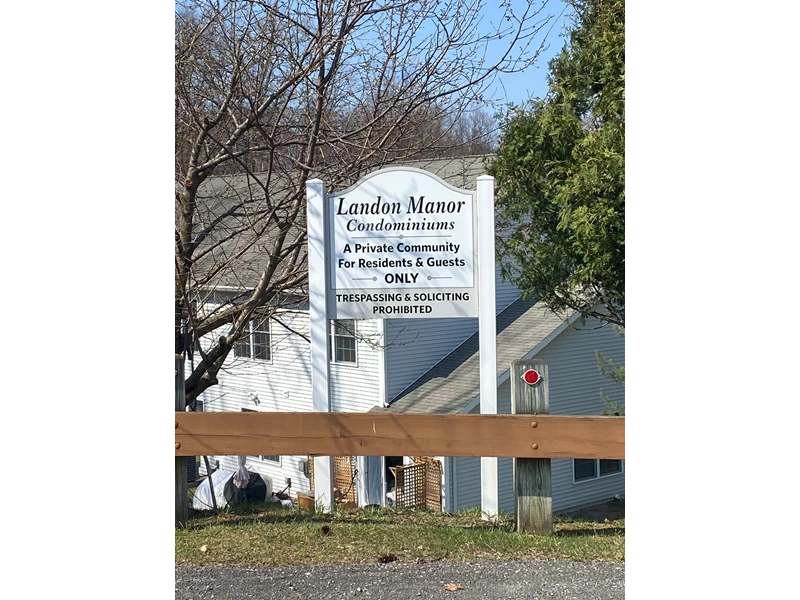 Landon Manor
Condominiums
A Private Community
For Residents & Guests
ONLY
TRESPASSING & SOLICITING
PROHIBITED